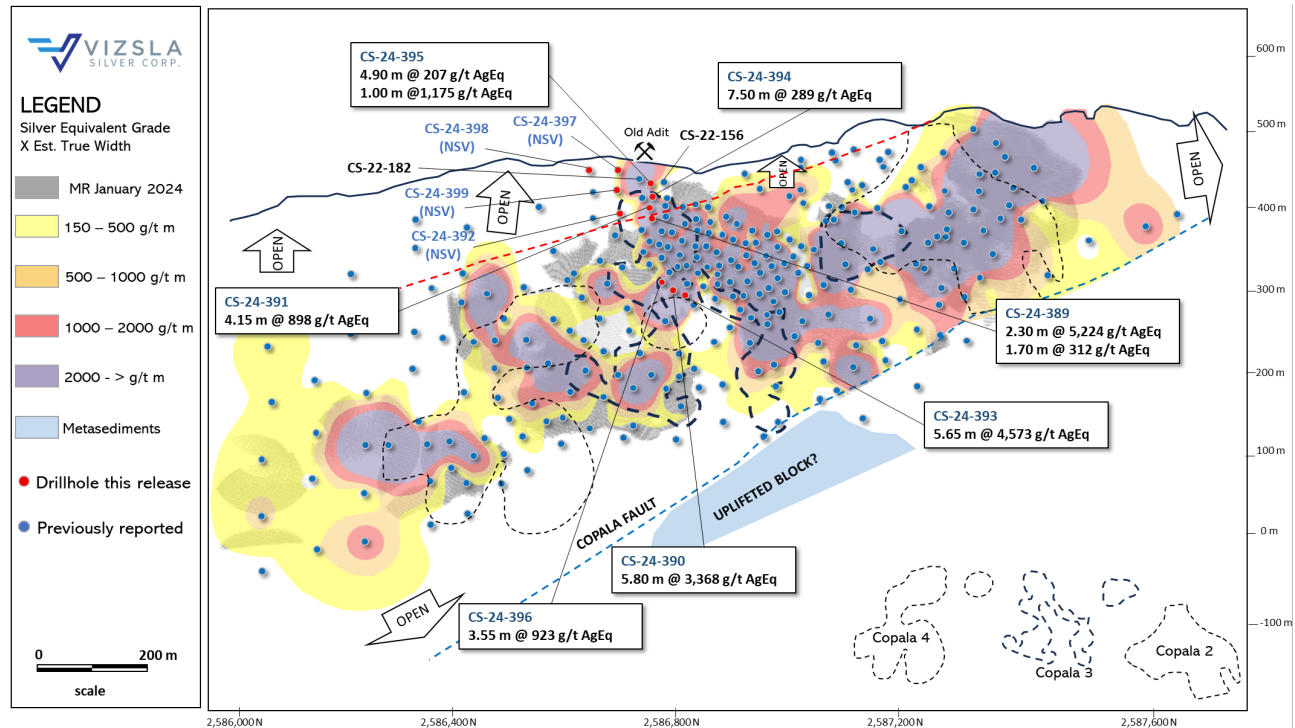 VIZSLA
SILVER CORP.
LEGEND
Silver Equivalent Grade
X Est. True Width
MR January 2024
150 – 500 g/t m
500 – 1000 g/t m
1000 – 2000 g/t m
2000 - > g/t m
Metasediments
Drillhole this release
Previously reported
0 200 m
scale
CS-24-395
4.90 m @ 207 g/t AgEq
1.00 m @1,175 g/t AgEq
CS-24-394
7.50 m @ 289 g/t AgEq
CS-24-398
(NSV)
CS-24-397
(NSV)
Old Adit
CS-22-156
CS-22-182
CS-24-399
(NSV)
CS-24-392
(NSV)
OPEN
OPEN
OPEN
OPEN
CS-24-391
4.15 m @ 898 g/t AgEq
CS-24-389
2.30 m @ 5,224 g/t AgEq
1.70 m @ 312 g/t AgEq
CS-24-393
5.65 m @ 4,573 g/t AgEq
COPALA FAULT
UPLIFETED BLOCK?
CS-24-390
5.80 m @ 3,368 g/t AgEq
OPEN
CS-24-396
3.55 m @ 923 g/t AgEq
Copala 4
Copala 3
Copala 2
600 m
500 m
400 m
300 m
200 m
100 m
0 m
-100 m
2,586,000N
2,586,400N
2,586,800N
2,587,200N
2,587,600N